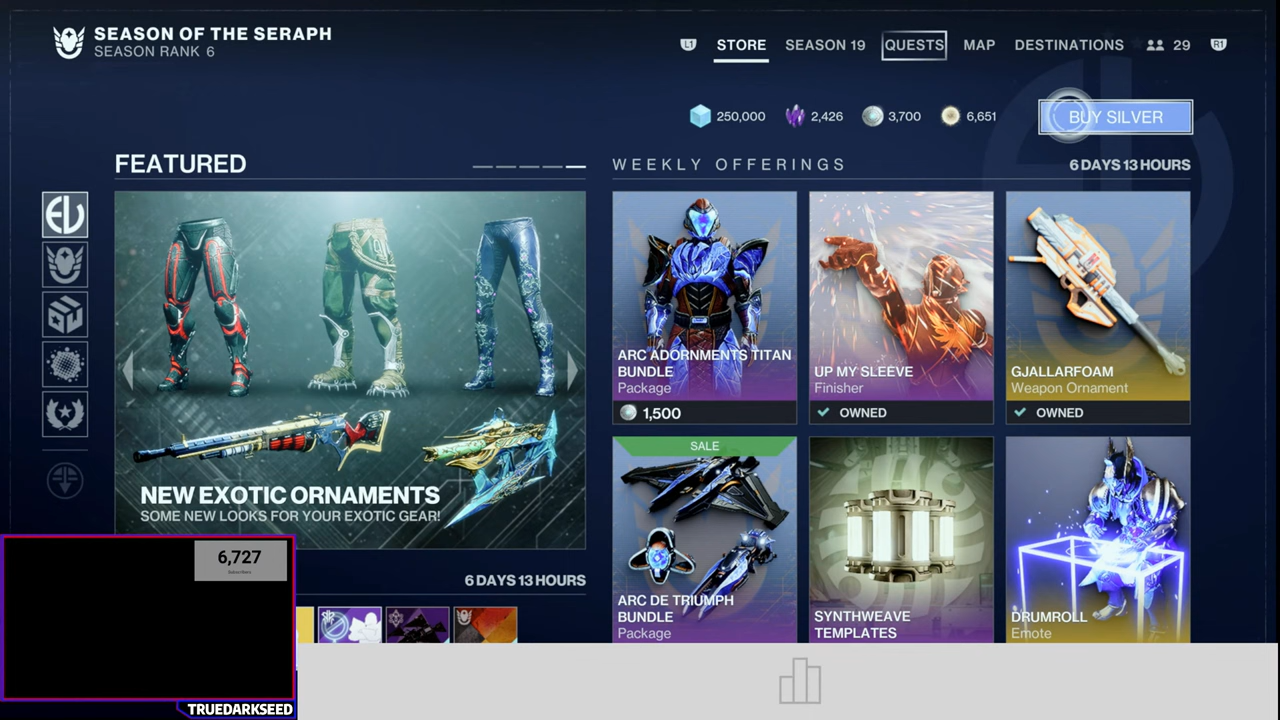 SEASON OF THE SERAPH
SEASON RANK 6
L1
STORE
SEASON 19
QUESTS
MAP
DESTINATIONS
29
R1
250,000
2,426
3,700
6,651
BUY SILVER
FEATURED
WEEKLY OFFERINGS
6 DAYS 13 HOURS
NEW EXOTIC ORNAMENTS
SOME NEW LOOKS FOR YOUR EXOTIC GEAR!
6 DAYS 13 HOURS
ARC ADORNMENTS TITAN
BUNDLE
Package
1,500
UP MY SLEEVE
Finisher
OWNED
GJALLARFOAM
Weapon Ornament
OWNED
SALE
ARC DE TRIUMPH
BUNDLE
Package
SYNTHWEAVE
TEMPLATES
DRUMROLL
Emote
6,727
Subscribers
TRUEDARKSEED